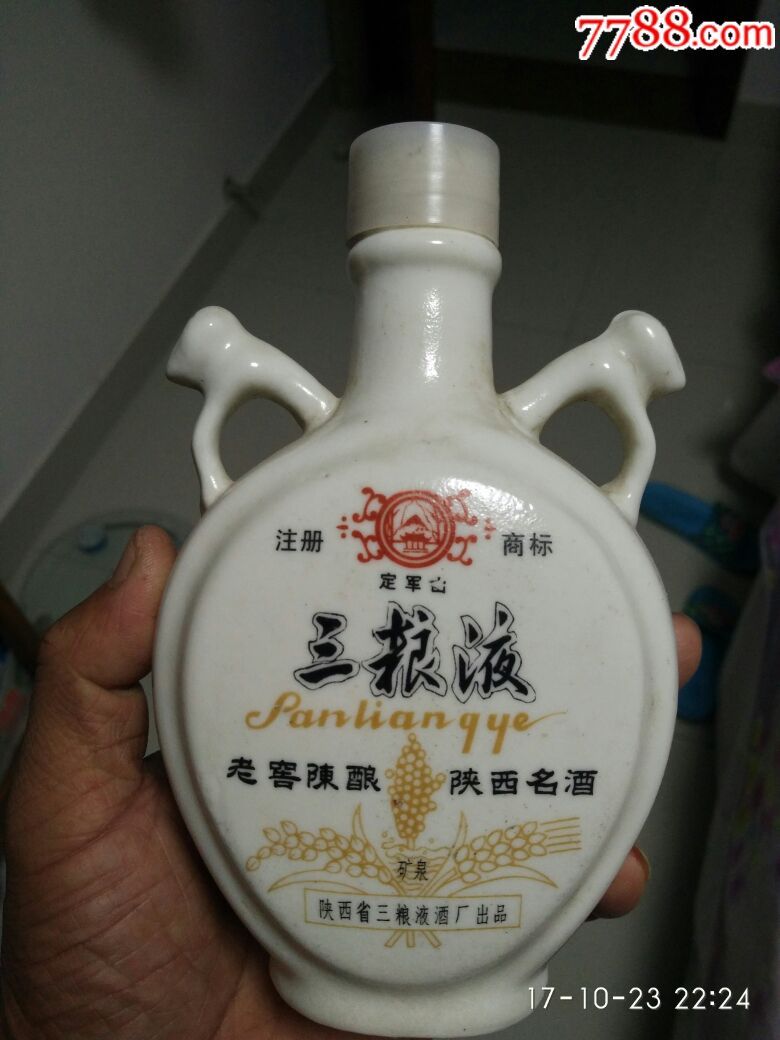 7788.com
注册 商标
定军山
三粮液
Sanliangye
老窖陳酿 陕西名酒
矿泉
陕西省三粮液酒厂出品
17-10-23 22:24